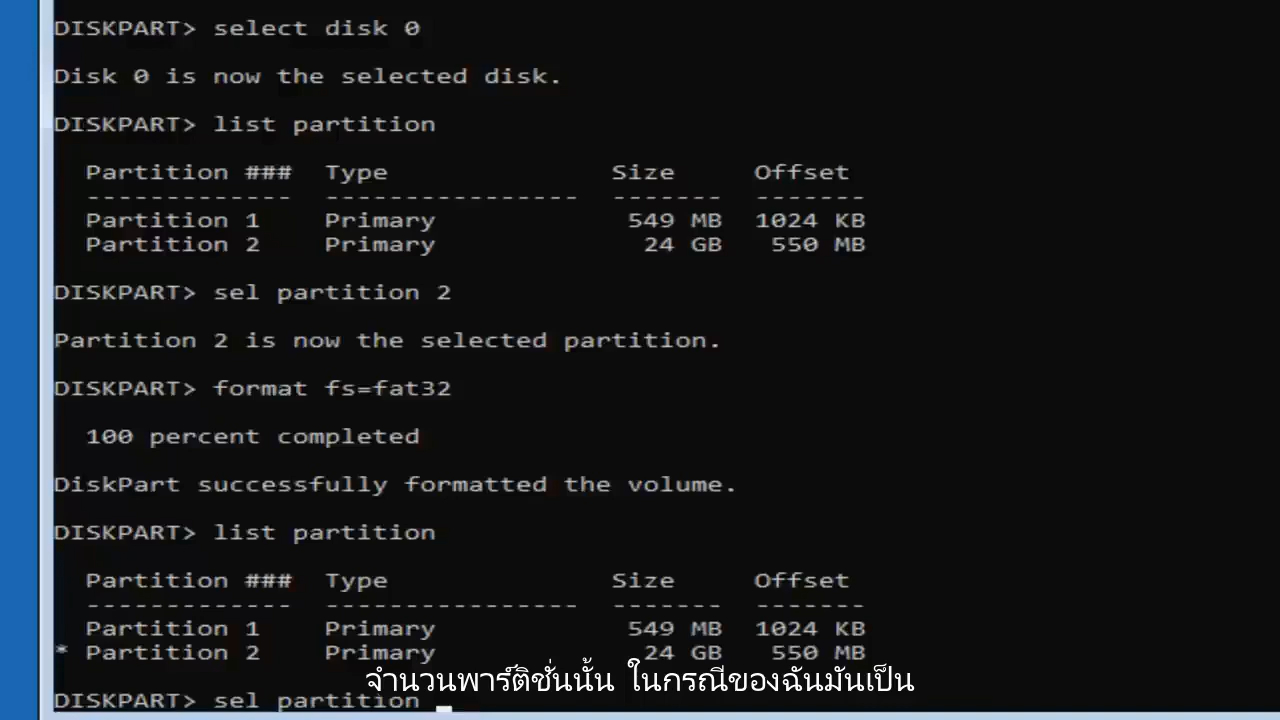 DISKPART> select disk 0
Disk 0 is now the selected disk.
DISKPART> list partition
Partition ### Type Size Offset
------------- ---------------- ------- -------
Partition 1 Primary 549 MB 1024 KB
Partition 2 Primary 24 GB 550 MB
DISKPART> sel partition 2
Partition 2 is now the selected partition.
DISKPART> format fs=fat32
100 percent completed
DiskPart successfully formatted the volume.
DISKPART> list partition
Partition ### Type Size Offset
------------- ---------------- ------- -------
Partition 1 Primary 549 MB 1024 KB
* Partition 2 Primary 24 GB 550 MB
จำนวนพาร์ติชั่นนั้น ในกรณีของฉันมันเป็น
DISKPART> sel partition